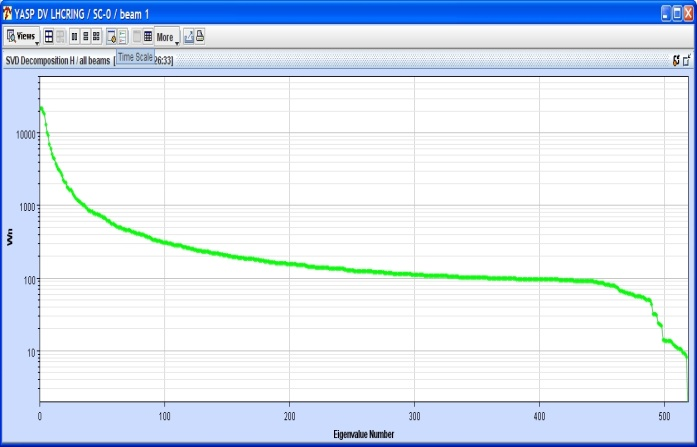 YASP DV LHCRING / SC-0 / beam 1
Views More
Time Scale
SVD Decomposition H / all beams [ 26:33]
10000
1000
100
10
Wn
0 100 200 300 400 500
Eigenvalue Number